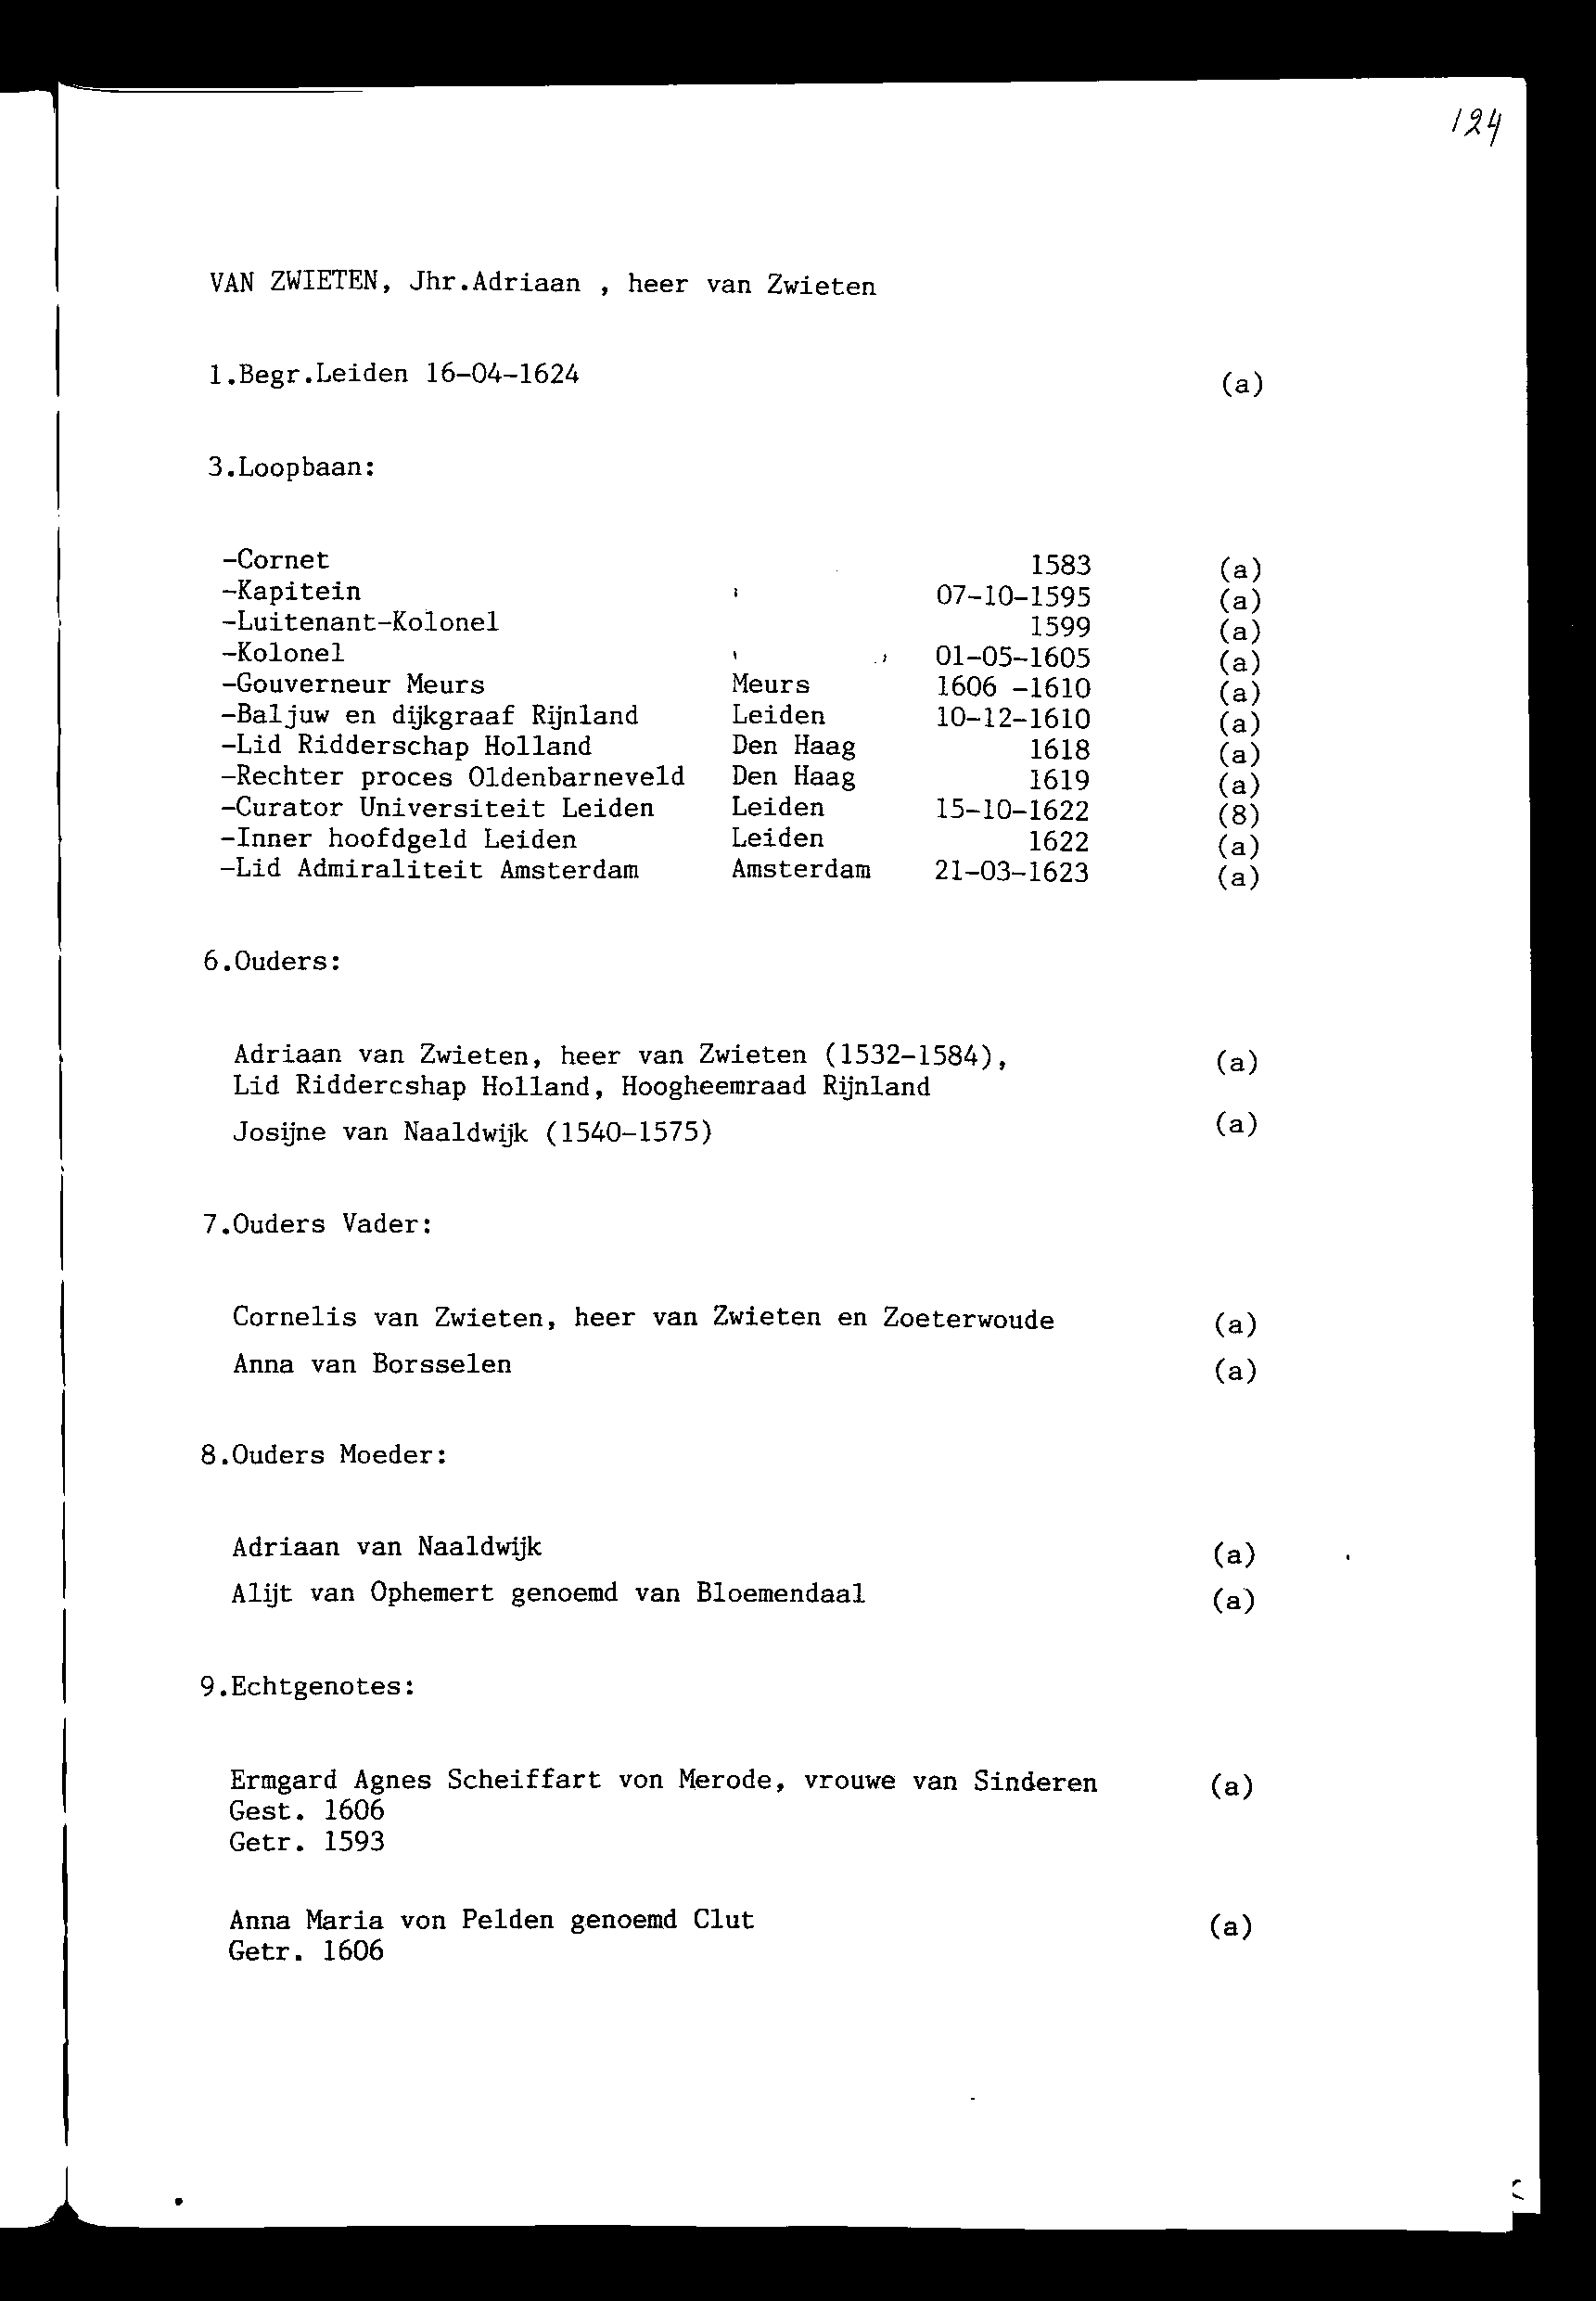 124
VAN ZWIETEN, Jhr.Adriaan , heer van Zwieten
1.Begr.Leiden 16-04-1624 (a)
3.Loopbaan:
-Cornet 1583 (a)
-Kapitein 07-10-1595 (a)
-Luitenant-Kolonel 1599 (a)
-Kolonel 01-05-1605 (a)
-Gouverneur Meurs Meurs 1606 -1610 (a)
-Baljuw en dijkgraaf Rijnland Leiden 10-12-1610 (a)
-Lid Ridderschap Holland Den Haag 1618 (a)
-Rechter proces Oldenbarneveld Den Haag 1619 (a)
-Curator Universiteit Leiden Leiden 15-10-1622 (8)
-Inner hoofdgeld Leiden Leiden 1622 (a)
-Lid Admiraliteit Amsterdam Amsterdam 21-03-1623 (a)
6.Ouders:
Adriaan van Zwieten, heer van Zwieten (1532-1584), (a)
Lid Riddercshap Holland, Hoogheemraad Rijnland
Josijne van Naaldwijk (1540-1575) (a)
7.Ouders Vader:
Cornelis van Zwieten, heer van Zwieten en Zoeterwoude (a)
Anna van Borsselen (a)
8.Ouders Moeder:
Adriaan van Naaldwijk (a)
Alijt van Ophemert genoemd van Bloemendaal (a)
9.Echtgenotes:
Ermgard Agnes Scheiffart von Merode, vrouwe van Sinderen (a)
Gest. 1606
Getr. 1593
Anna Maria von Pelden genoemd Clut (a)
Getr. 1606